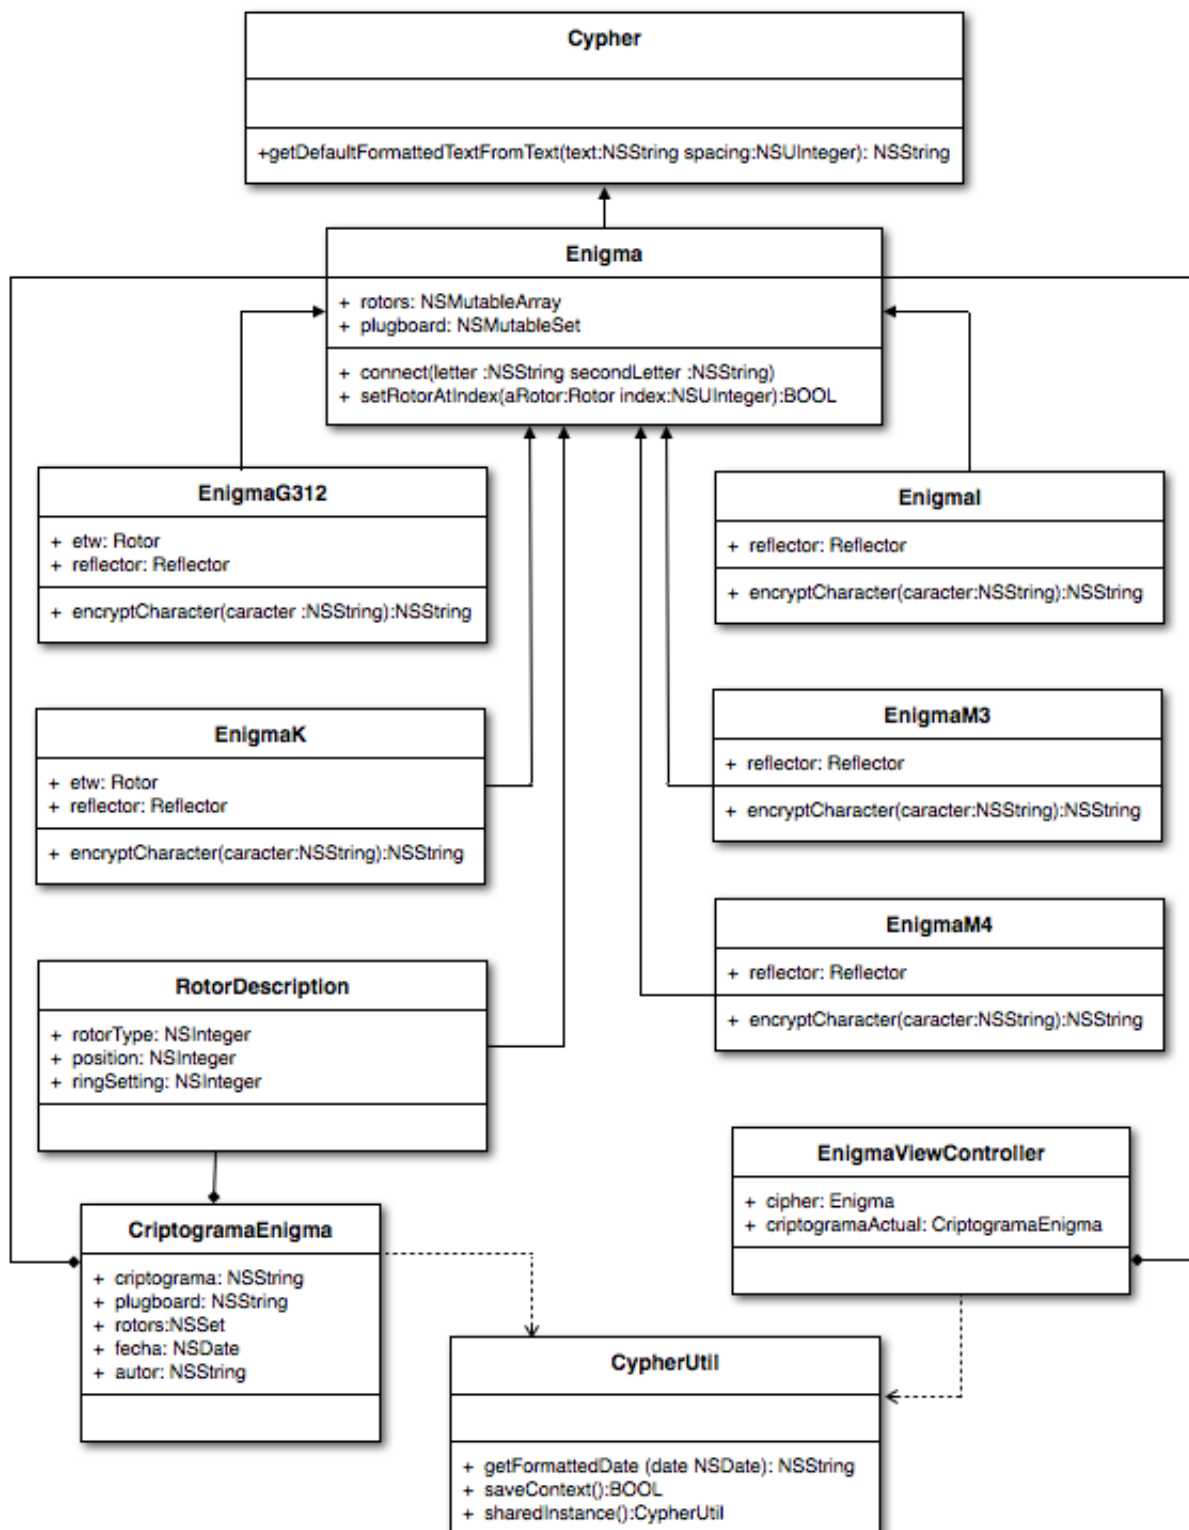 Cypher
+getDefaultFormattedTextFromText(text:NSString spacing:NSUInteger): NSString
Enigma
+ rotors: NSMutableArray
+ plugboard: NSMutableSet
+ connect(letter :NSString secondLetter :NSString)
+ setRotorAtIndex(aRotor:Rotor index:NSUInteger):BOOL
EnigmaG312
+ etw: Rotor
+ reflector: Reflector
+ encryptCharacter(caracter :NSString):NSString
EnigmaI
+ reflector: Reflector
+ encryptCharacter(caracter:NSString):NSString
EnigmaK
+ etw: Rotor
+ reflector: Reflector
+ encryptCharacter(caracter:NSString):NSString
EnigmaM3
+ reflector: Reflector
+ encryptCharacter(caracter:NSString):NSString
EnigmaM4
+ reflector: Reflector
+ encryptCharacter(caracter:NSString):NSString
RotorDescription
+ rotorType: NSInteger
+ position: NSInteger
+ ringSetting: NSInteger
EnigmaViewController
+ cipher: Enigma
+ criptogramaActual: CriptogramaEnigma
CriptogramaEnigma
+ criptograma: NSString
+ plugboard: NSString
+ rotors:NSSet
+ fecha: NSDate
+ autor: NSString
CypherUtil
+ getFormattedDate (date NSDate): NSString
+ saveContext():BOOL
+ sharedInstance():CypherUtil